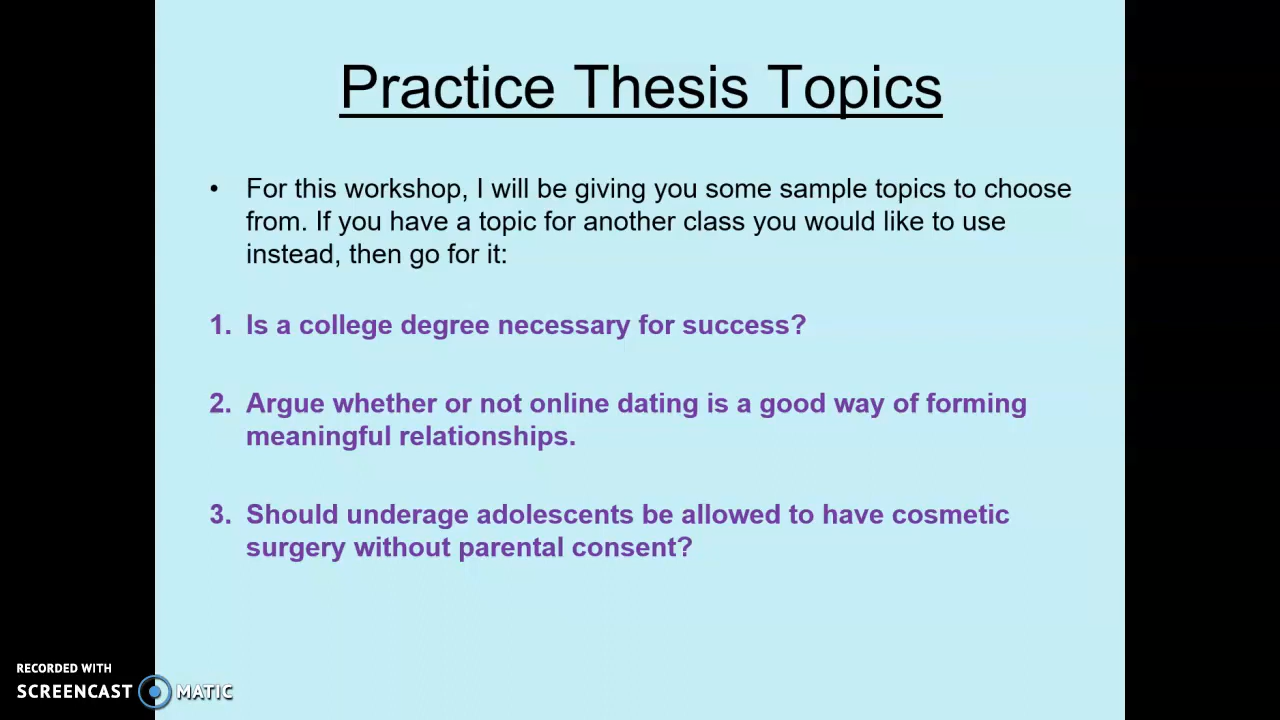 Practice Thesis Topics
• For this workshop, I will be giving you some sample topics to choose
from. If you have a topic for another class you would like to use
instead, then go for it:
1. Is a college degree necessary for success?
2. Argue whether or not online dating is a good way of forming
meaningful relationships.
3. Should underage adolescents be allowed to have cosmetic
surgery without parental consent?
RECORDED WITH
SCREENCAST MATIC